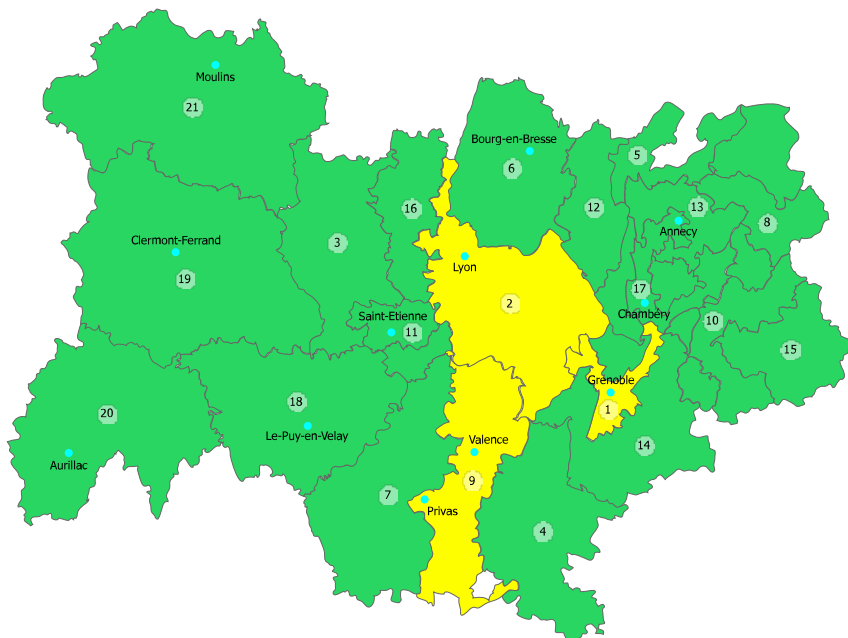 Moulins
21
Bourg-en-Bresse
6
5
12
16
13
Annecy
8
Clermont-Ferrand
3
19
Lyon
2
17
Chambéry
10
Saint-Etienne
11
15
Grenoble
1
18
20
Le-Puy-en-Velay
14
Aurillac
Valence
9
7
Privas
4